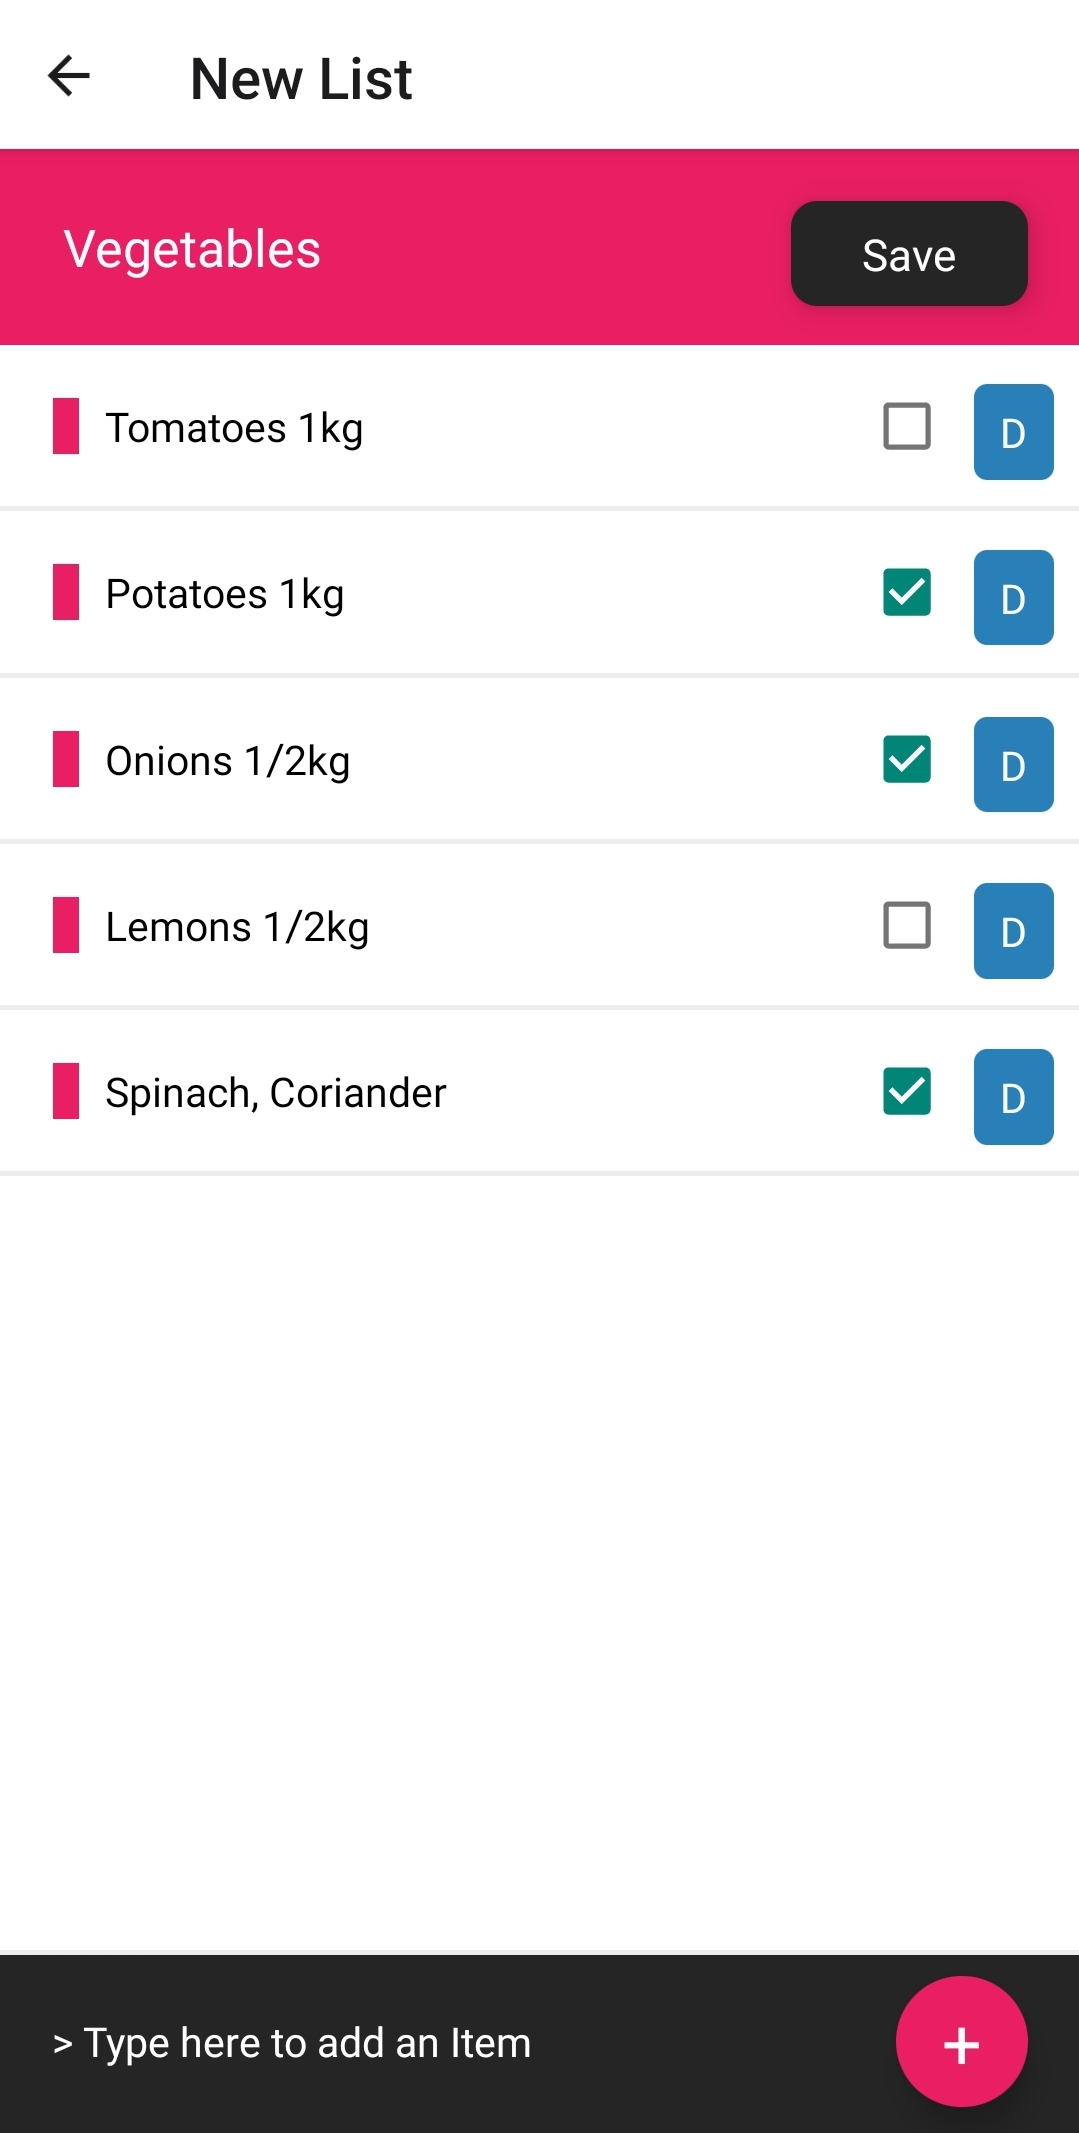 New List
Vegetables
Save
Tomatoes 1kg
D
Potatoes 1kg
D
Onions 1/2kg
D
Lemons 1/2kg
D
Spinach, Coriander
D
> Type here to add an Item
+